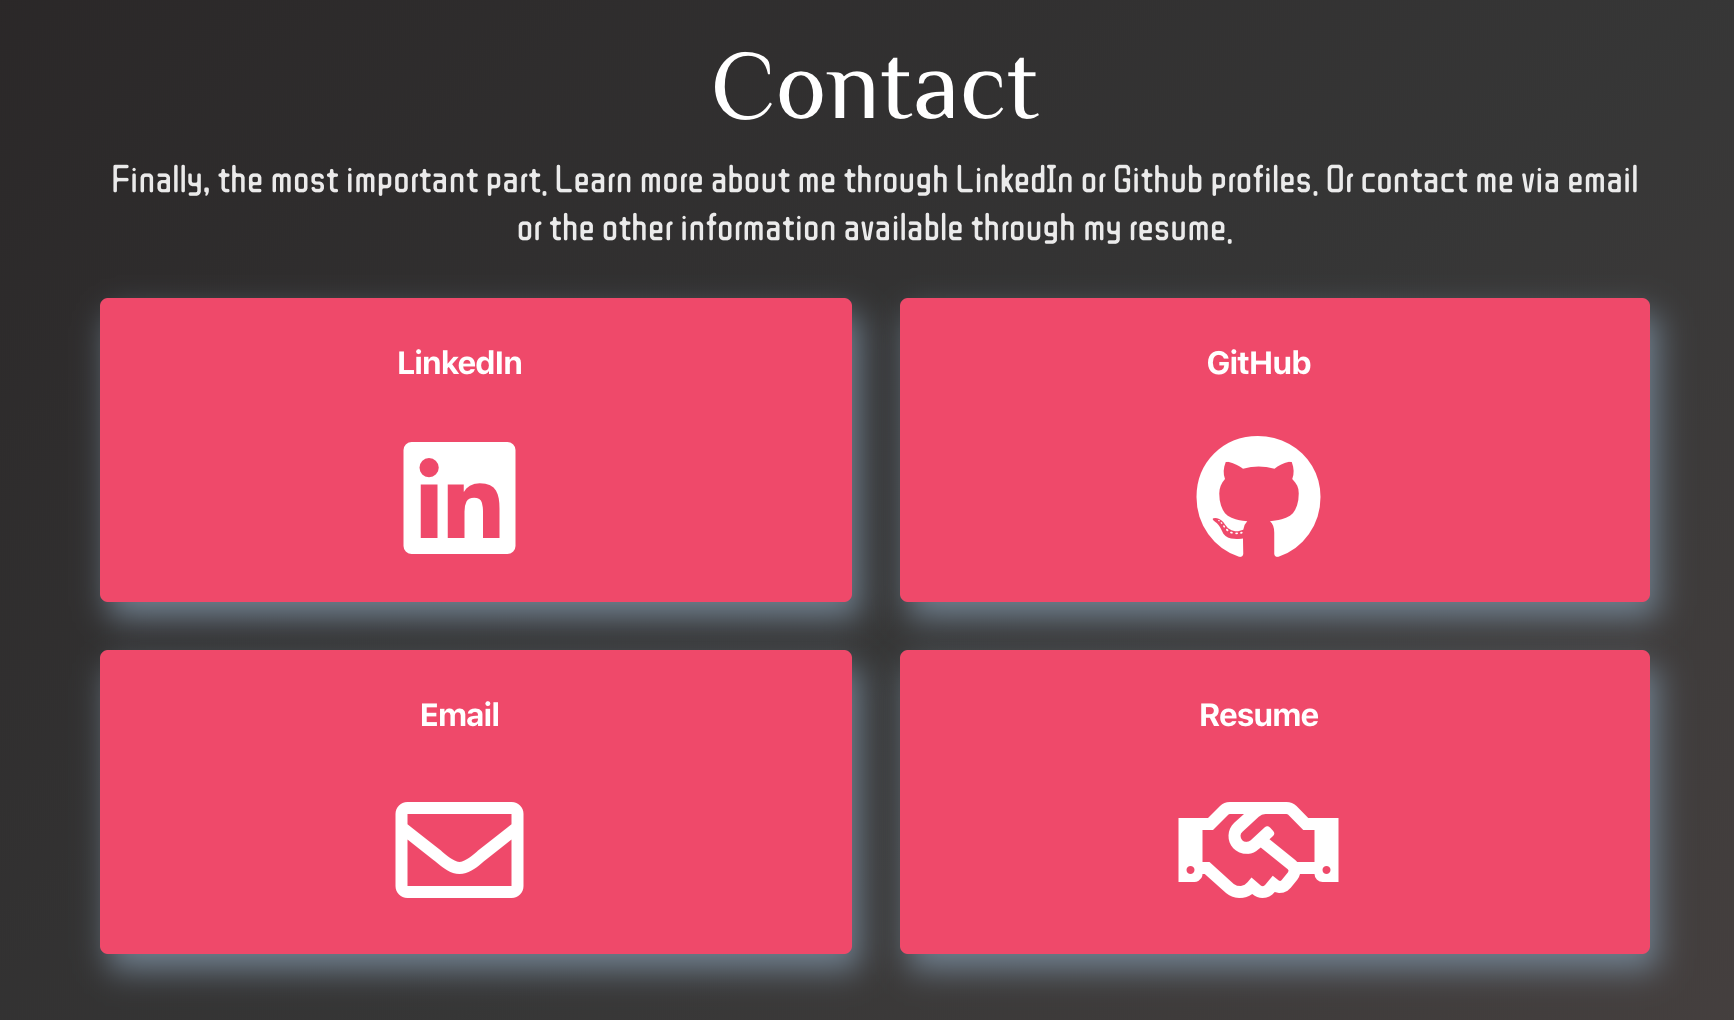 Contact
Finally, the most important part. Learn more about me through LinkedIn or Github profiles. Or contact me via email
or the other information available through my resume.
LinkedIn
GitHub
in
Email
Resume